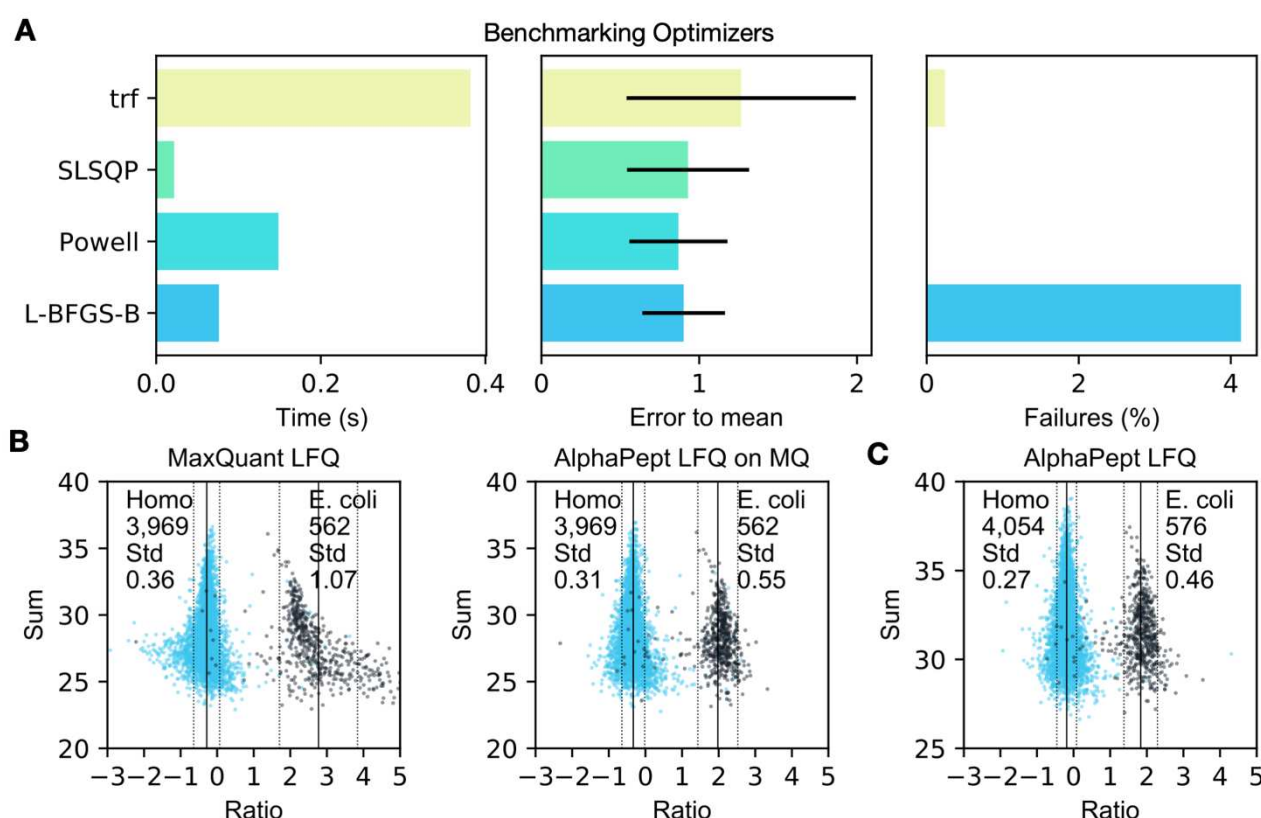 A
Benchmarking Optimizers
trf
SLSQP
Powell
L-BFGS-B
0.0 0.2 0.4
Time (s)
0 1 2
Error to mean
0 2 4
Failures (%)
B
MaxQuant LFQ
40
35
30
25
20
Sum
Homo
3,969
Std
0.36
E. coli
562
Std
1.07
−3 −2 −1 0 1 2 3 4 5
Ratio
AlphaPept LFQ on MQ
40
35
30
25
20
Sum
Homo
3,969
Std
0.31
E. coli
562
Std
0.55
−3 −2 −1 0 1 2 3 4 5
Ratio
C
AlphaPept LFQ
40
35
30
25
Sum
Homo
4,054
Std
0.27
E. coli
576
Std
0.46
−3 −2 −1 0 1 2 3 4 5
Ratio